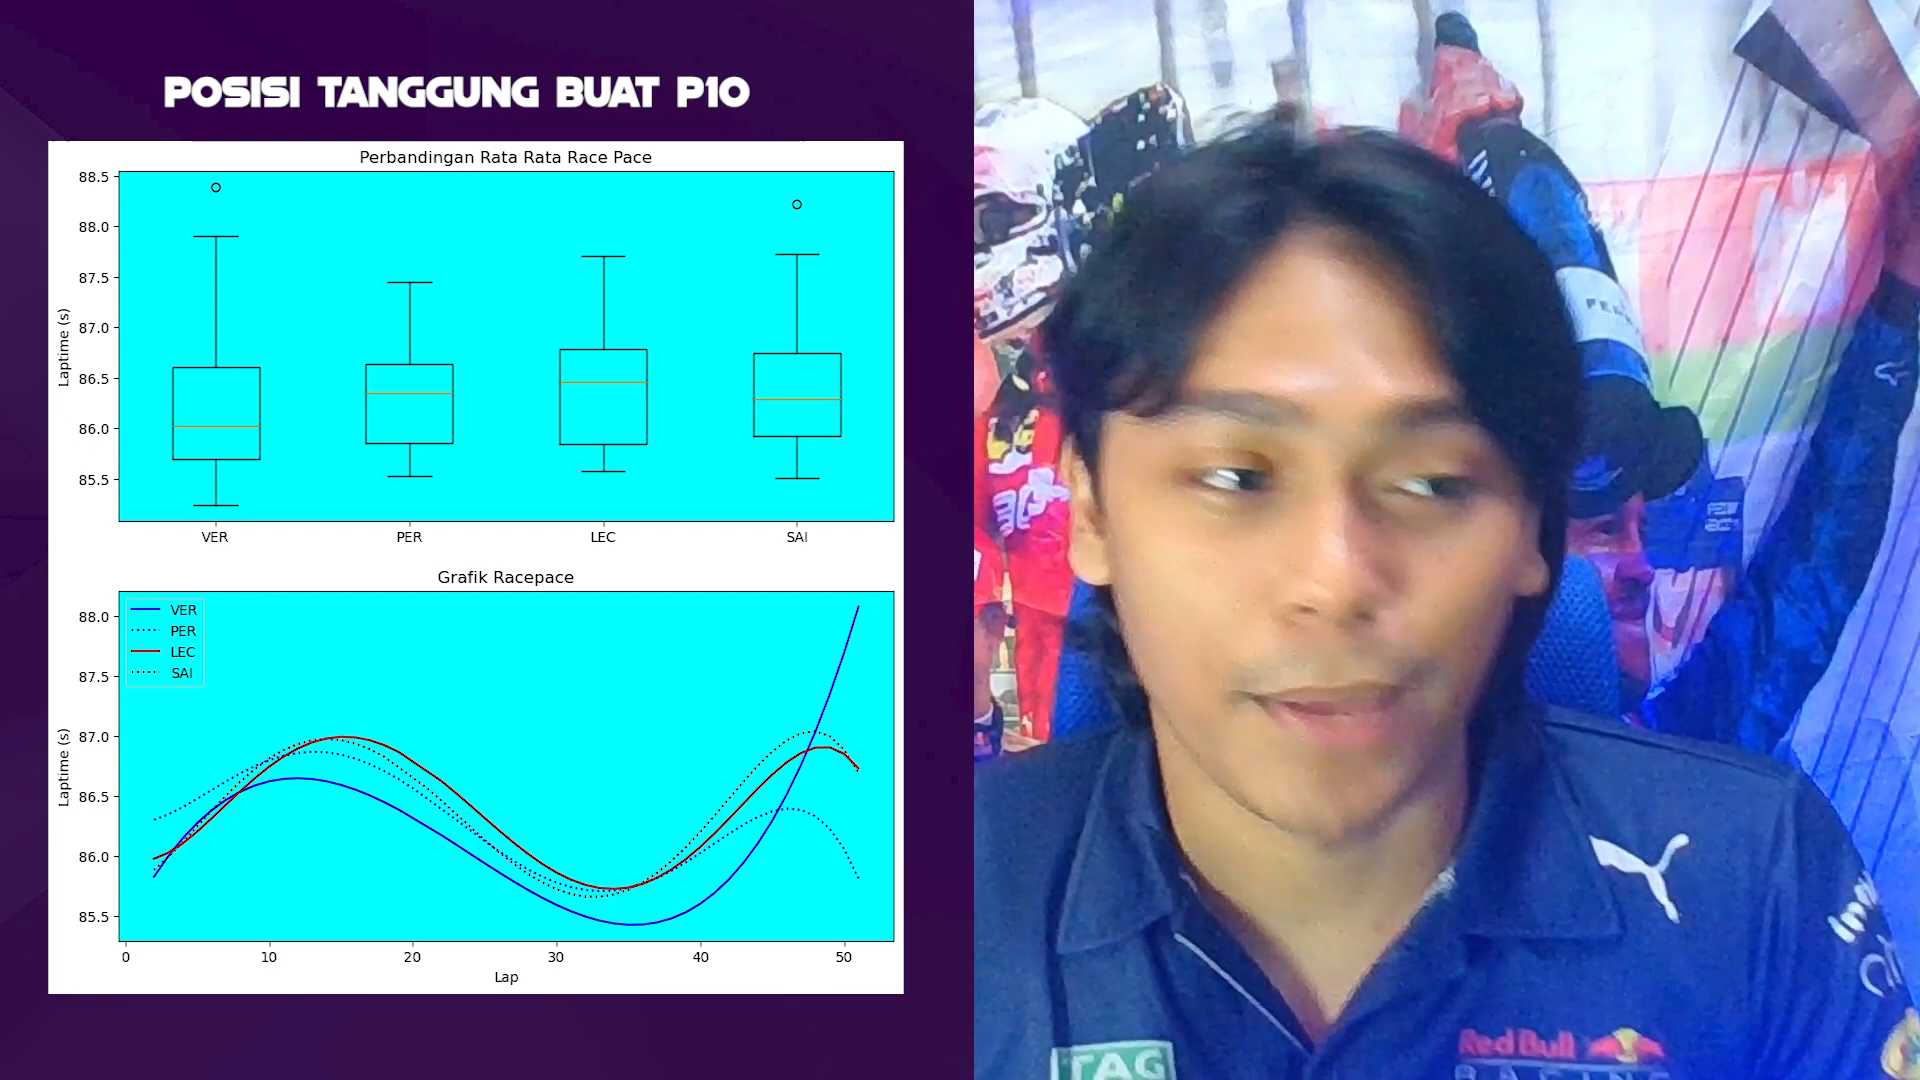 POSISI TANGGUNG BUAT P10
Perbandingan Rata Rata Race Pace
88.5
88.0
87.5
87.0
86.5
86.0
85.5
Laptime (s)
VER
PER
LEC
SAI
Grafik Racepace
VER
PER
LEC
SAI
88.0
87.5
87.0
86.5
86.0
85.5
Laptime (s)
0
10
20
30
40
50
Lap
TAG
Red Bull
RACING